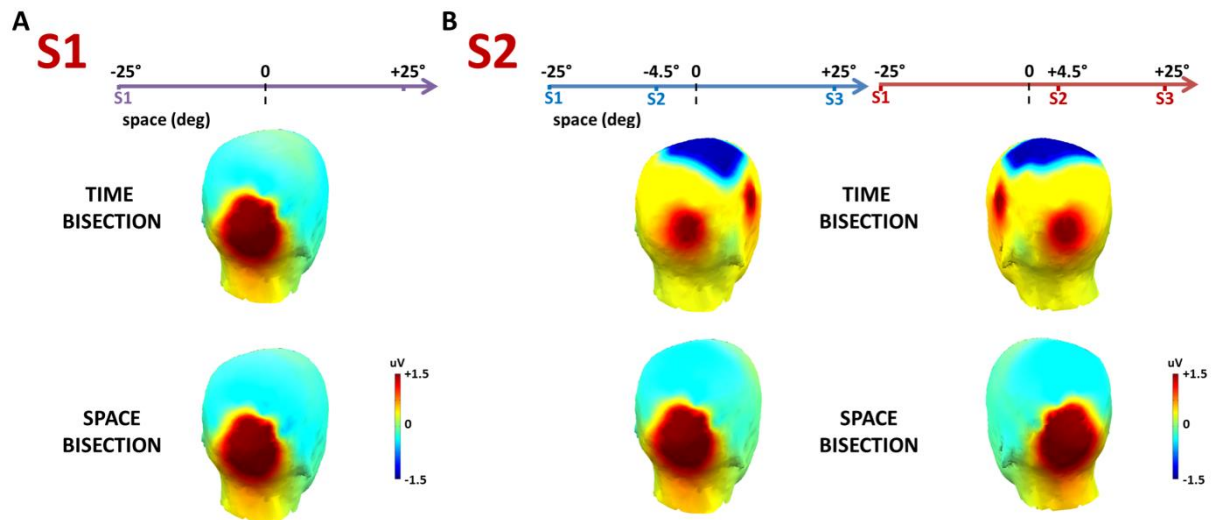 A
S1
-25° 0 +25°
S1
space (deg)
TIME
BISECTION
SPACE
BISECTION
uV
+1.5
0
-1.5
B
S2
-25° -4.5° 0 +25°
S1 S2 S3
space (deg)
-25° 0 +4.5° +25°
S1 S2 S3
TIME
BISECTION
SPACE
BISECTION
uV
+1.5
0
-1.5